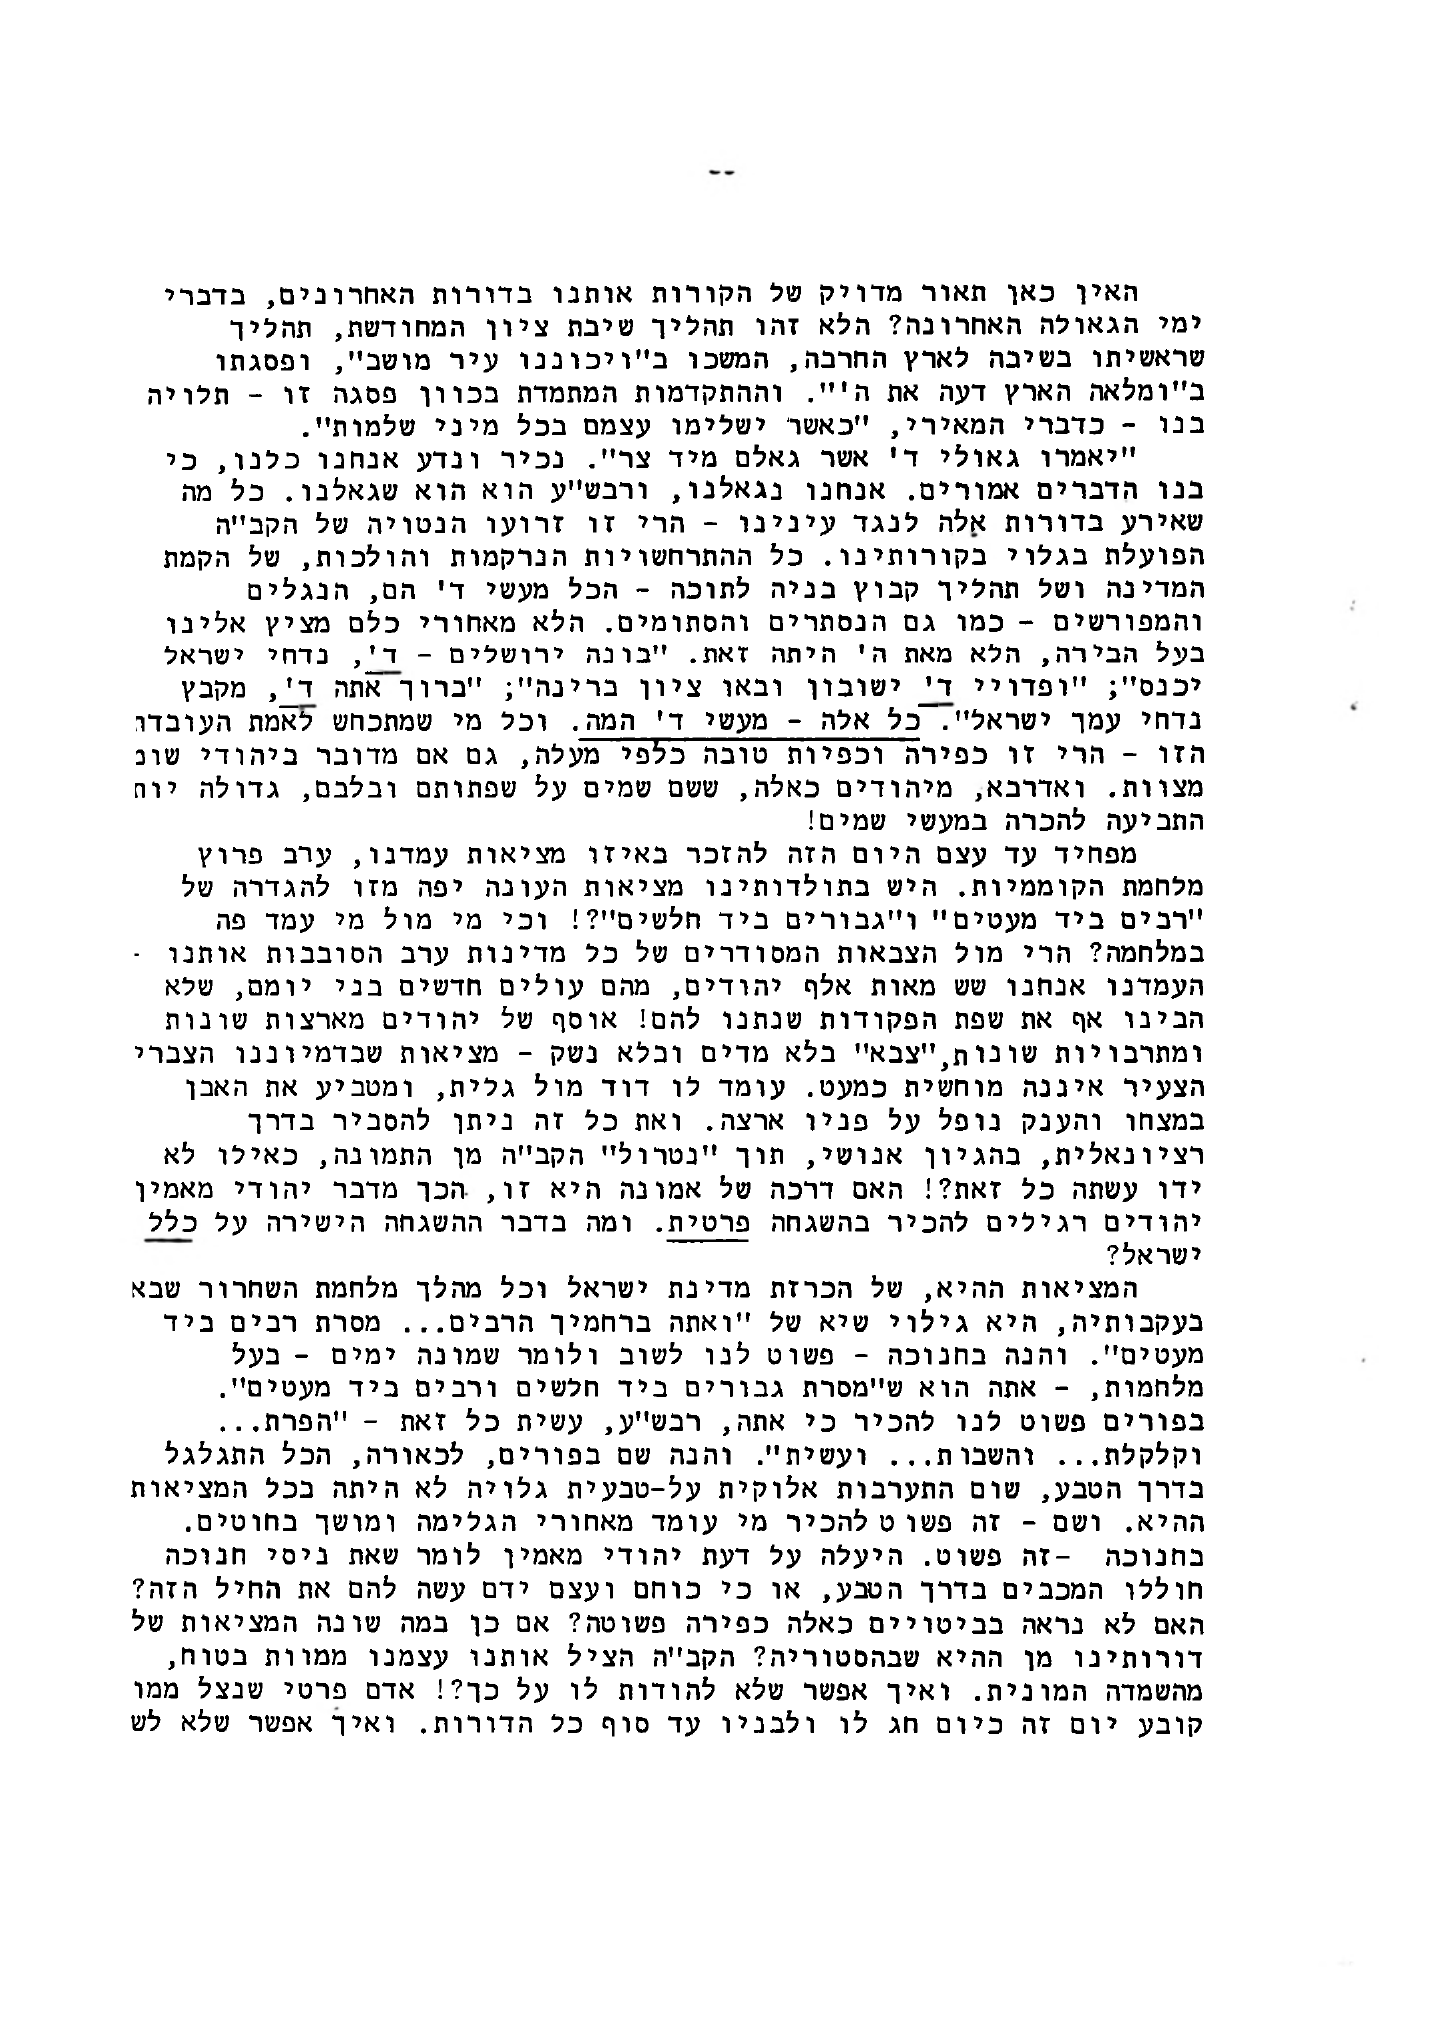 --
האין כאן תאור מדויק של הקורות אותנו בדורות האחרונים, בדברי
ימי הגאולה האחרונה? הלא זהו תהליך שיבת ציון המחודשת, תהליך
שראשיתו בשיבה לארץ החרבה, המשכו ב"ויכוננו עיר מושב", ופסגתו
ב"ומלאה הארץ דעה את ה'". וההתקדמות המתמדת בכוון פסגה זו - תלויה
בנו - כדברי המאירי, "כאשר ישלימו עצמם בכל מיני שלמות".
"יאמרו גאולי ד' אשר גאלם מיד צר". נכיר ונדע אנחנו כלנו, כי
בנו הדברים אמורים. אנחנו נגאלנו, ורבש"ע הוא הוא שגאלנו. כל מה
שאירע בדורות אלה לנגד עינינו - הרי זו זרועו הנטויה של הקב"ה
הפועלת בגלוי בקורותינו. כל ההתרחשויות הנרקמות והולכות, של הקמת
המדינה ושל תהליך קבוץ בניה לתוכה - הכל מעשי ד' הם, הנגלים
והמפורשים - כמו גם הנסתרים והסתומים. הלא מאחורי כלם מציץ אלינו
בעל הבירה, הלא מאת ה' היתה זאת. "בונה ירושלים - ד', נדחי ישראל
יכנס"; "ופדויי ד' ישובון ובאו ציון ברינה"; "ברוך אתה ד', מקבץ
נדחי עמך ישראל". כל אלה - מעשי ד' המה. וכל מי שמתכחש לאמת העובדה
הזו - הרי זו כפירה וכפיות טובה כלפי מעלה, גם אם מדובר ביהודי שומ
מצוות. ואדרבא, מיהודים כאלה, ששם שמים על שפתותם ובלבם, גדולה יות
התביעה להכרה במעשי שמים!
מפחיד עד עצם היום הזה להזכר באיזו מציאות עמדנו, ערב פרוץ
מלחמת הקוממיות. היש בתולדותינו מציאות העונה יפה מזו להגדרה של
"רבים ביד מעטים" ו"גבורים ביד חלשים"?! וכי מי מול מי עמד פה
במלחמה? הרי מול הצבאות המסודרים של כל מדינות ערב הסובבות אותנו -
העמדנו אנחנו שש מאות אלף יהודים, מהם עולים חדשים בני יומם, שלא
הבינו אף את שפת הפקודות שנתנו להם! אוסף של יהודים מארצות שונות
ומתרבויות שונות,"צבא" בלא מדים ובלא נשק - מציאות שבדמיוננו הצברי
הצעיר איננה מוחשית כמעט. עומד לו דוד מול גלית, ומטביע את האבן
במצחו והענק נופל על פניו ארצה. ואת כל זה ניתן להסביר בדרך
רציונאלית, בהגיון אנושי, תוך "נטרול" הקב"ה מן התמונה, כאילו לא
ידו עשתה כל זאת?! האם דרכה של אמונה היא זו, הכך מדבר יהודי מאמין
יהודים רגילים להכיר בהשגחה פרטית. ומה בדבר ההשגחה הישירה על כלל
ישראל?
המציאות ההיא, של הכרזת מדינת ישראל וכל מהלך מלחמת השחרור שבא
בעקבותיה, היא גילוי שיא של "ואתה ברחמיך הרבים... מסרת רבים ביד
מעטים". והנה בחנוכה - פשוט לנו לשוב ולומר שמונה ימים - בעל
מלחמות, - אתה הוא ש"מסרת גבורים ביד חלשים ורבים ביד מעטים".
בפורים פשוט לנו להכיר כי אתה, רבש"ע, עשית כל זאת - "הפרת...
וקלקלת... והשבות... ועשית". והנה שם בפורים, לכאורה, הכל התגלגל
בדרך הטבע, שום התערבות אלוקית על-טבעית גלויה לא היתה בכל המציאות
ההיא. ושם - זה פשוט להכיר מי עומד מאחורי הגלימה ומושך בחוטים.
בחנוכה -זה פשוט. היעלה על דעת יהודי מאמין לומר שאת ניסי חנוכה
חוללו המכבים בדרך הטבע, או כי כוחם ועצם ידם עשה להם את החיל הזה?
האם לא נראה בביטויים כאלה כפירה פשוטה? אם כן במה שונה המציאות של
דורותינו מן ההיא שבהסטוריה? הקב"ה הציל אותנו עצמנו ממוות בטוח,
מהשמדה המונית. ואיך אפשר שלא להודות לו על כך?! אדם פרטי שנצל ממו
קובע יום זה כיום חג לו ולבניו עד סוף כל הדורות. ואיך אפשר שלא לש